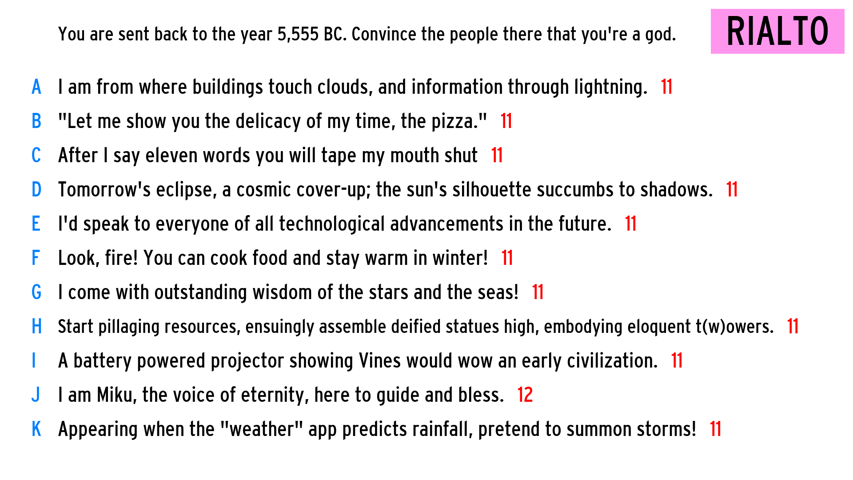 You are sent back to the year 5,555 BC. Convince the people there that you're a god.
RIALTO
A I am from where buildings touch clouds, and information through lightning. 11
B "Let me show you the delicacy of my time, the pizza." 11
C After I say eleven words you will tape my mouth shut 11
D Tomorrow's eclipse, a cosmic cover-up; the sun's silhouette succumbs to shadows. 11
E I'd speak to everyone of all technological advancements in the future. 11
F Look, fire! You can cook food and stay warm in winter! 11
G I come with outstanding wisdom of the stars and the seas! 11
H Start pillaging resources, ensuingly assemble deified statues high, embodying eloquent t(w)owers. 11
I A battery powered projector showing Vines would wow an early civilization. 11
J I am Miku, the voice of eternity, here to guide and bless. 12
K Appearing when the "weather" app predicts rainfall, pretend to summon storms! 11